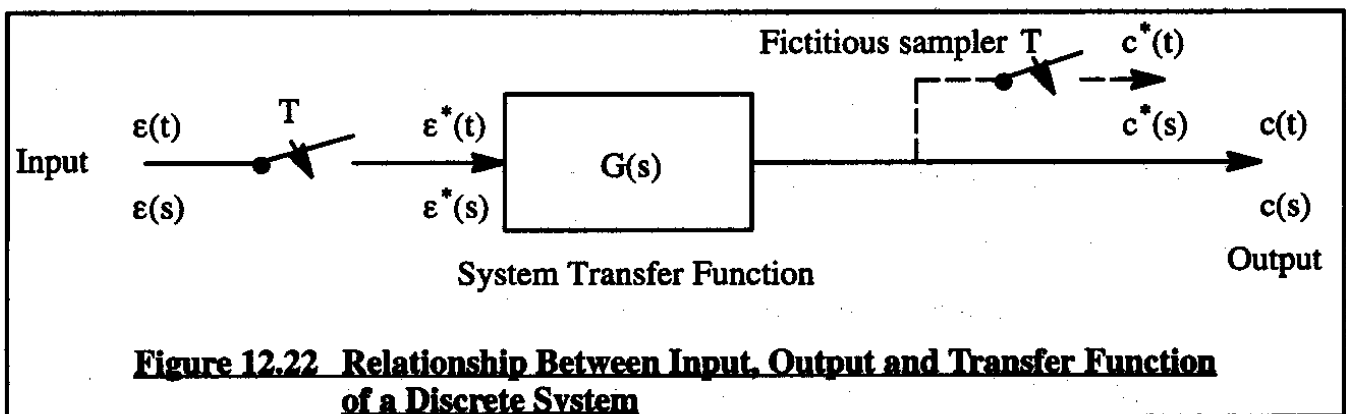 Fictitious sampler T
c*(t)
c*(s)
Input
ε(t)
ε(s)
T
ε*(t)
ε*(s)
G(s)
c(t)
c(s)
Output
System Transfer Function
Figure 12.22 Relationship Between Input, Output and Transfer Function
of a Discrete System